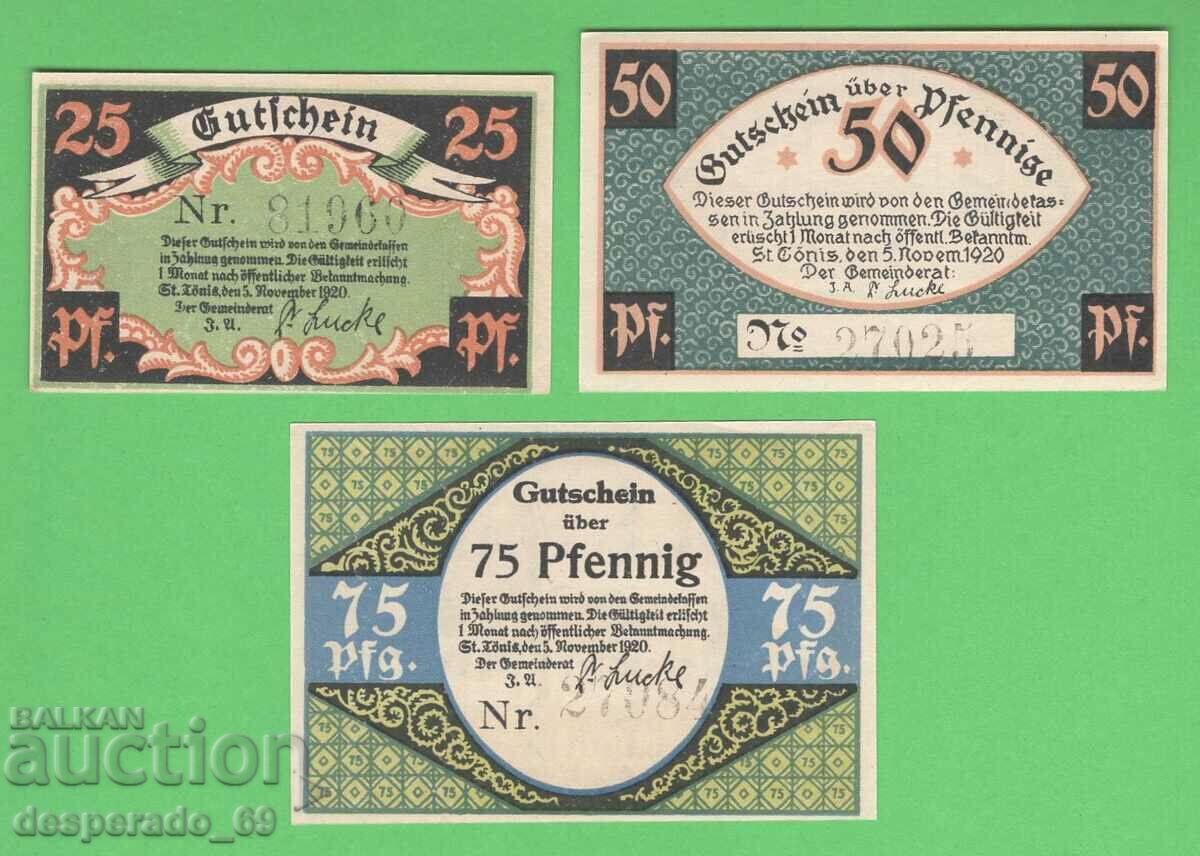 25
Gutschein
25
Nr. 81960
Dieser Gutschein wird von den Gemeindekassen
in Zahlung genommen. Die Gültigkeit erlischt
1 Monat nach öffentlicher Bekanntmachung.
St. Tönis, den 5. November 1920.
Der Gemeinderat
J. A. Lucke
Pf.
Pf.
50
Gutschein über Pfennige
50
50
Dieser Gutschein wird von den Gemeindekas=
sen in Zahlung genommen. Die Gültigkeit
erlischt 1 Monat nach öffentl. Bekanntm.
St. Tönis, den 5. Novem. 1920
Der Gemeinderat:
J. A. Lucke
Pf.
No 27025
Pf.
Gutschein
über
75 Pfennig
75
Pfg.
75
Pfg.
Dieser Gutschein wird von den Gemeindekassen
in Zahlung genommen. Die Gültigkeit erlischt
1 Monat nach öffentlicher Bekanntmachung.
St. Tönis, den 5. November 1920.
Der Gemeinderat
J. A. Lucke
Nr. 27084
BALKAN
auction
desperado_69